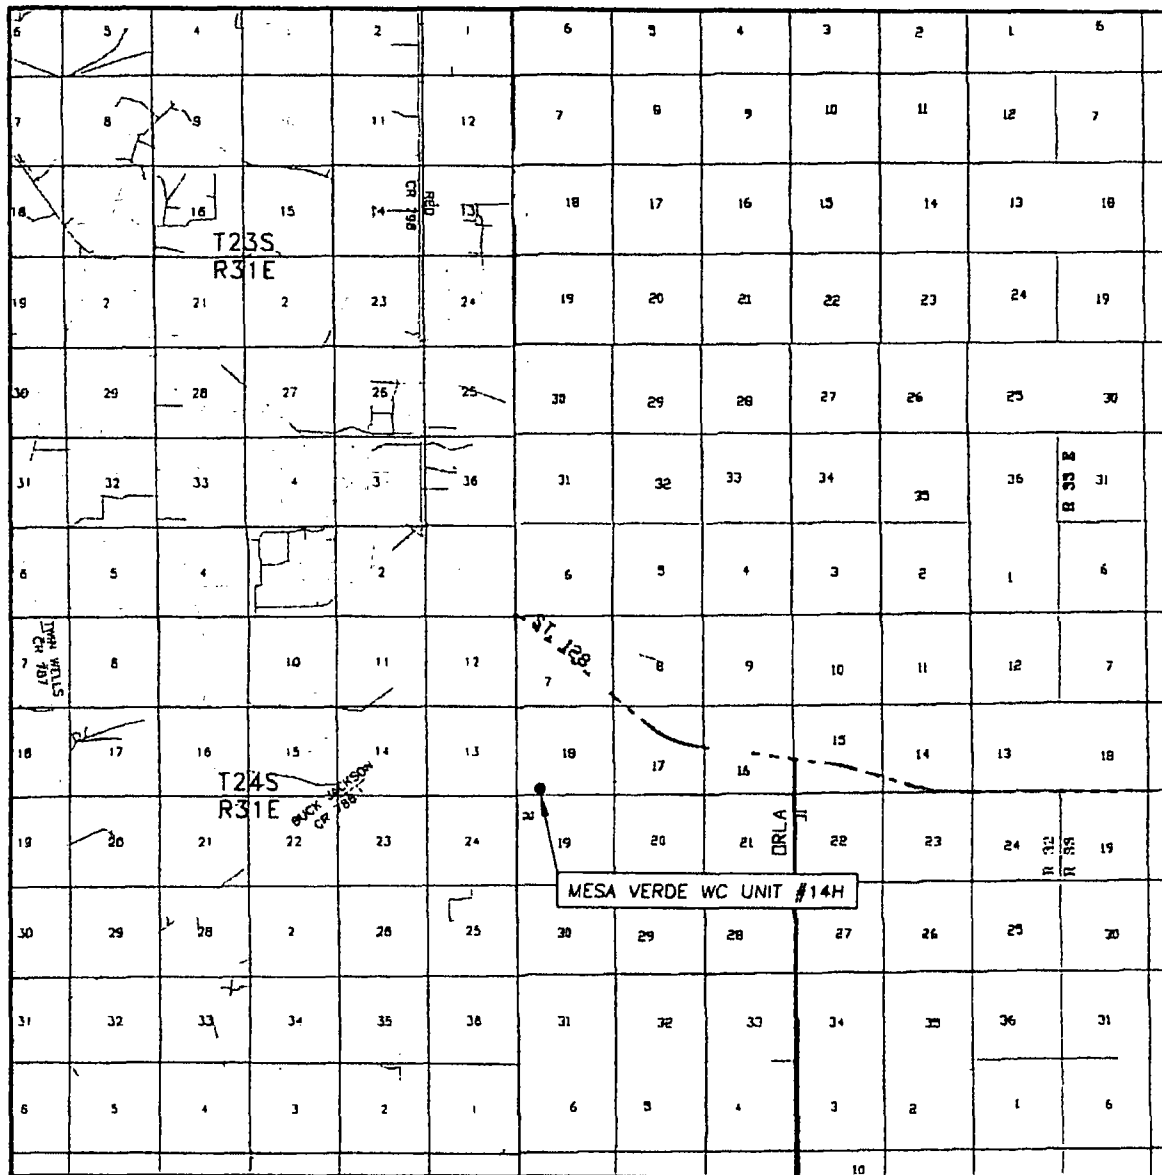 6 5 4 2 1 6 5 4 3 2 1 6
7 8 9 11 12 7 8 9 10 11 12 7
18 16 15 14 13 18 17 16 15 14 13 18
RED
CR 798
T23S
R31E
19 2 21 2 23 24 19 20 21 22 23 24 19
30 29 28 27 26 25 30 29 28 27 26 25 30
31 32 33 4 3 36 31 32 33 34 35 36 31
R 33 E
6 5 4 2 6 5 4 3 2 1 6
ST. 128
TWIN WELLS
CR 787
7 8 10 11 12 7 8 9 10 11 12 7
18 17 16 15 14 13 18 17 16 15 14 13 18
T24S
R31E
BUCK JACKSON
CR 786
19 20 21 22 23 24 19 20 21 22 23 24 19
ORLA
R 32
R 33
MESA VERDE WC UNIT #14H
30 29 28 2 26 25 30 29 28 27 26 25 30
31 32 33 34 35 36 31 32 33 34 35 36 31
6 5 4 3 2 1 6 5 4 3 2 1 6
10